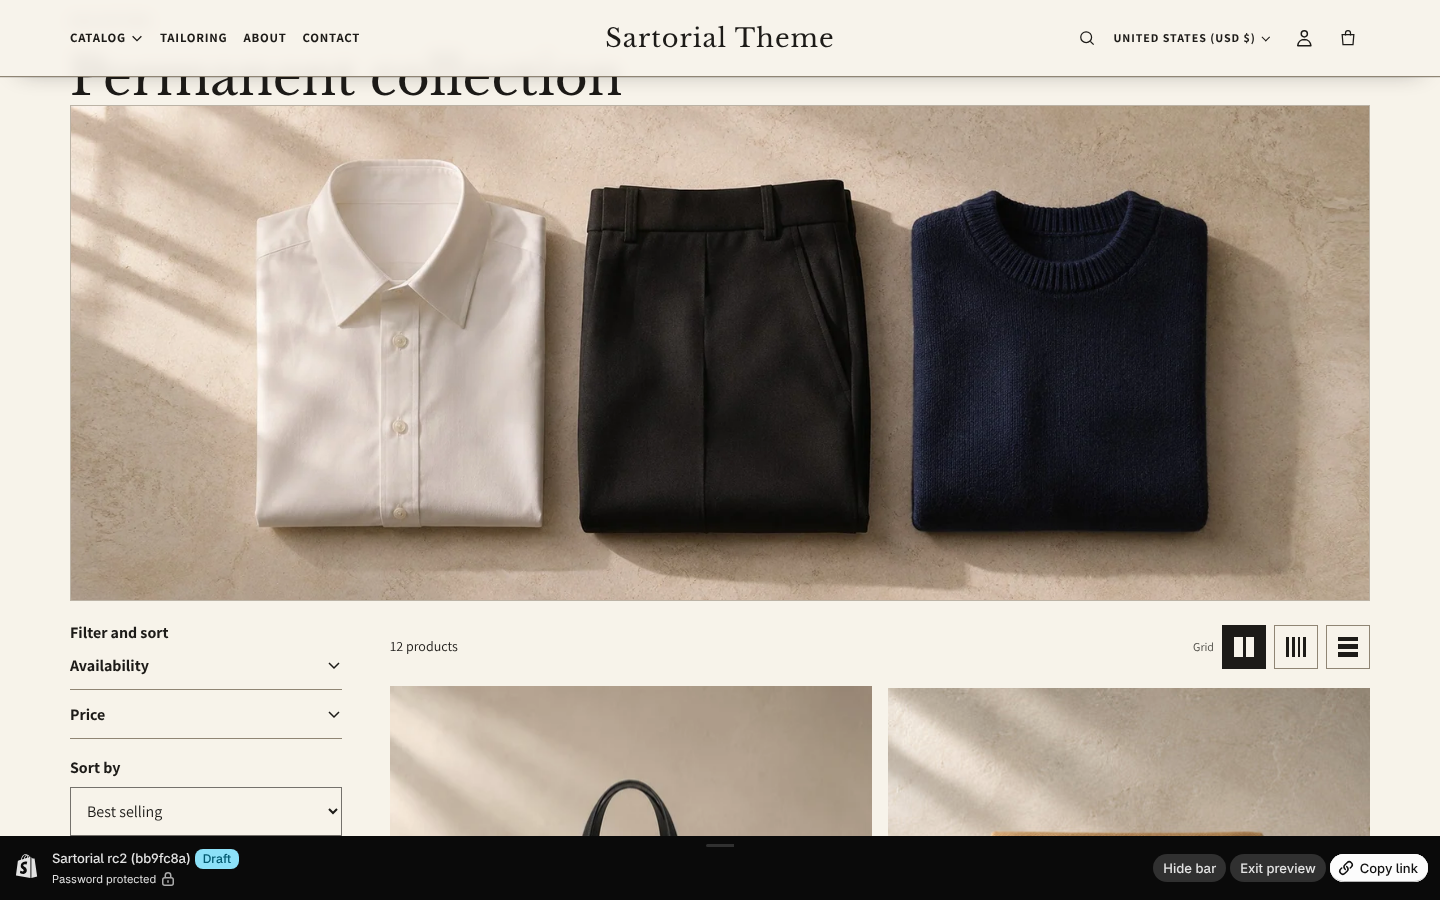 CATALOG
TAILORING
ABOUT
CONTACT
Sartorial Theme
UNITED STATES (USD $)
Permanent collection
Filter and sort
Availability
Price
Sort by
Best selling
12 products
Grid
Sartorial rc2 (bb9fc8a)
Draft
Password protected
Hide bar
Exit preview
Copy link